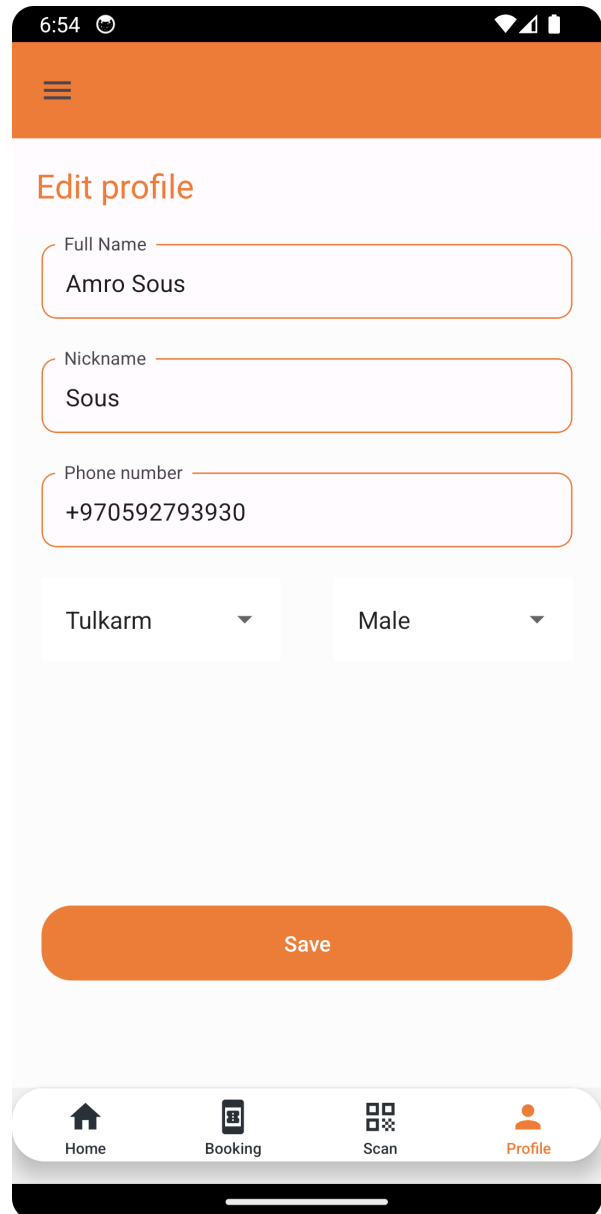 6:54
Edit profile
Full Name
Amro Sous
Nickname
Sous
Phone number
+970592793930
Tulkarm Male
Save
Home Booking Scan Profile